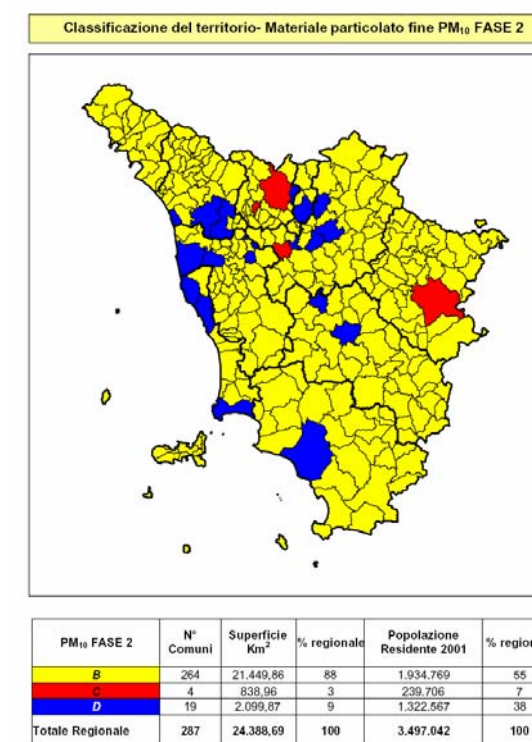 Classificazione del territorio- Materiale particolato fine PM₁₀ FASE 2
PM₁₀ FASE 2 N° Comuni Superficie Km² % regionale Popolazione Residente 2001 % region
B 264 21.449,86 88 1.934.769 55
C 4 838,96 3 239.706 7
D 19 2.099,87 9 1.322.567 38
Totale Regionale 287 24.388,69 100 3.497.042 100